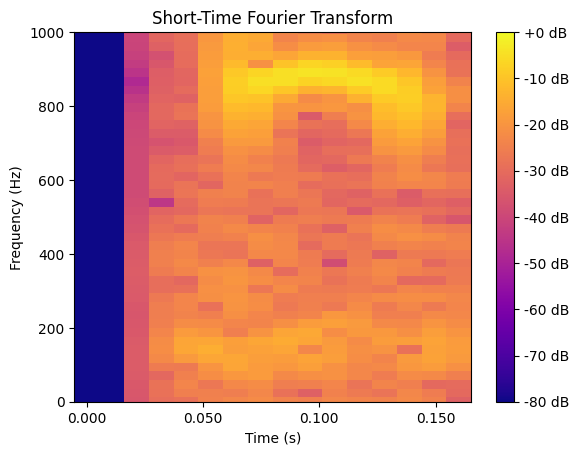 Short-Time Fourier Transform
1000
800
600
400
200
0
Frequency (Hz)
0.000
0.050
0.100
0.150
Time (s)
+0 dB
-10 dB
-20 dB
-30 dB
-40 dB
-50 dB
-60 dB
-70 dB
-80 dB